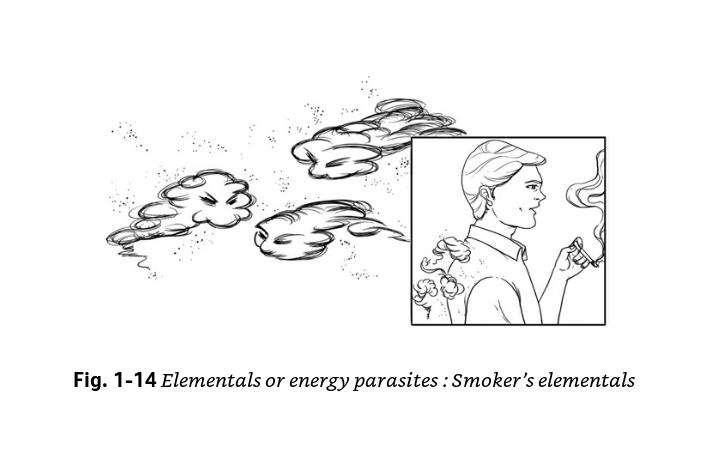 Fig. 1-14 Elementals or energy parasites : Smoker’s elementals